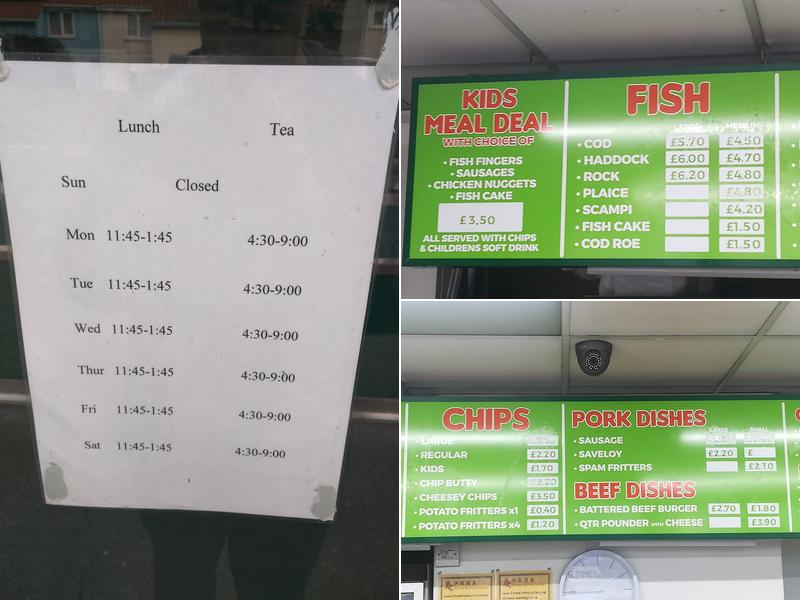 Lunch Tea
Sun Closed
Mon 11:45-1:45 4:30-9:00
Tue 11:45-1:45 4:30-9:00
Wed 11:45-1:45 4:30-9:00
Thur 11:45-1:45 4:30-9:00
Fri 11:45-1:45 4:30-9:00
Sat 11:45-1:45 4:30-9:00
KIDS
MEAL DEAL
WITH CHOICE OF
• FISH FINGERS
• SAUSAGES
• CHICKEN NUGGETS
• FISH CAKE
£3.50
ALL SERVED WITH CHIPS
& CHILDRENS SOFT DRINK
FISH
LARGE MEDIUM
• COD £5.70 £4.50
• HADDOCK £6.00 £4.70
• ROCK £6.20 £4.80
• PLAICE £4.80
• SCAMPI £4.20
• FISH CAKE £1.50
• COD ROE £1.50
CHIPS
• LARGE
• REGULAR £2.20
• KIDS £1.70
• CHIP BUTTY £2.20
• CHEESEY CHIPS £3.50
• POTATO FRITTERS x1 £0.40
• POTATO FRITTERS x4 £1.20
PORK DISHES
LARGE SMALL
• SAUSAGE
• SAVELOY £2.20 £
• SPAM FRITTERS £2.10
BEEF DISHES
• BATTERED BEEF BURGER £2.70 £1.80
• QTR POUNDER WITH CHEESE £3.90